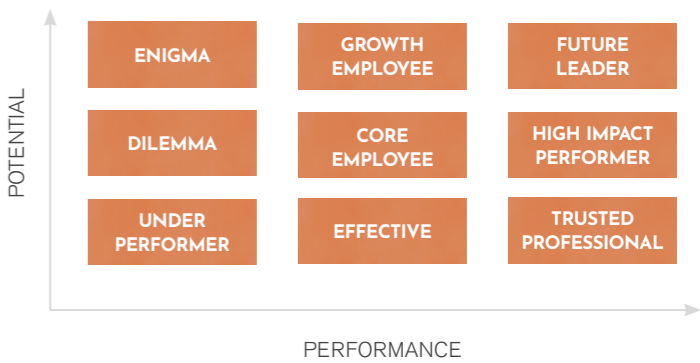 POTENTIAL
ENIGMA
GROWTH
EMPLOYEE
FUTURE
LEADER
DILEMMA
CORE
EMPLOYEE
HIGH IMPACT
PERFORMER
UNDER
PERFORMER
EFFECTIVE
TRUSTED
PROFESSIONAL
PERFORMANCE